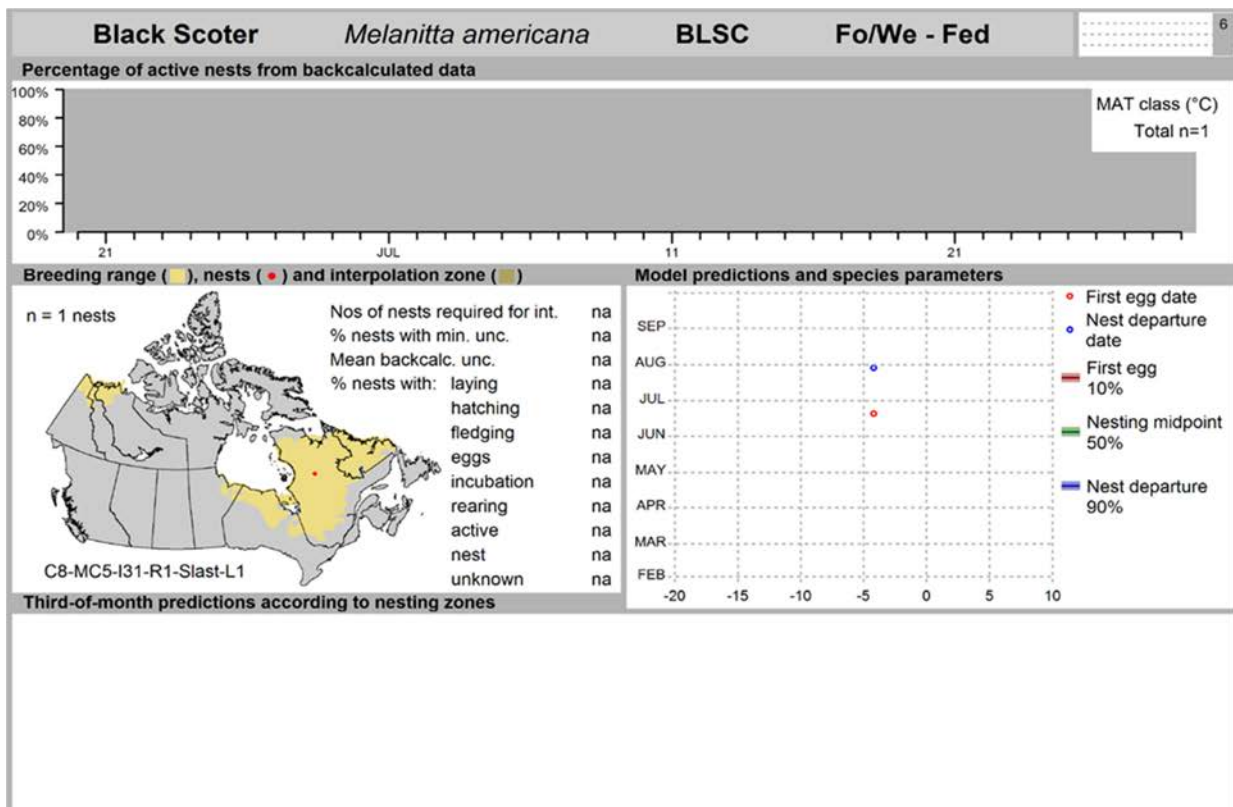 Black Scoter Melanitta americana BLSC Fo/We - Fed 6
Percentage of active nests from backcalculated data
100%
80%
60%
40%
20%
0%
MAT class (°C)
Total n=1
21 JUL 11 21
Breeding range ( ), nests ( ) and interpolation zone ( )
n = 1 nests
Nos of nests required for int. na
% nests with min. unc. na
Mean backcalc. unc. na
% nests with: laying na
hatching na
fledging na
eggs na
incubation na
rearing na
active na
nest na
unknown na
C8-MC5-I31-R1-Slast-L1
Model predictions and species parameters
SEP
AUG
JUL
JUN
MAY
APR
MAR
FEB
-20 -15 -10 -5 0 5 10
First egg date
Nest departure
date
First egg
10%
Nesting midpoint
50%
Nest departure
90%
Third-of-month predictions according to nesting zones